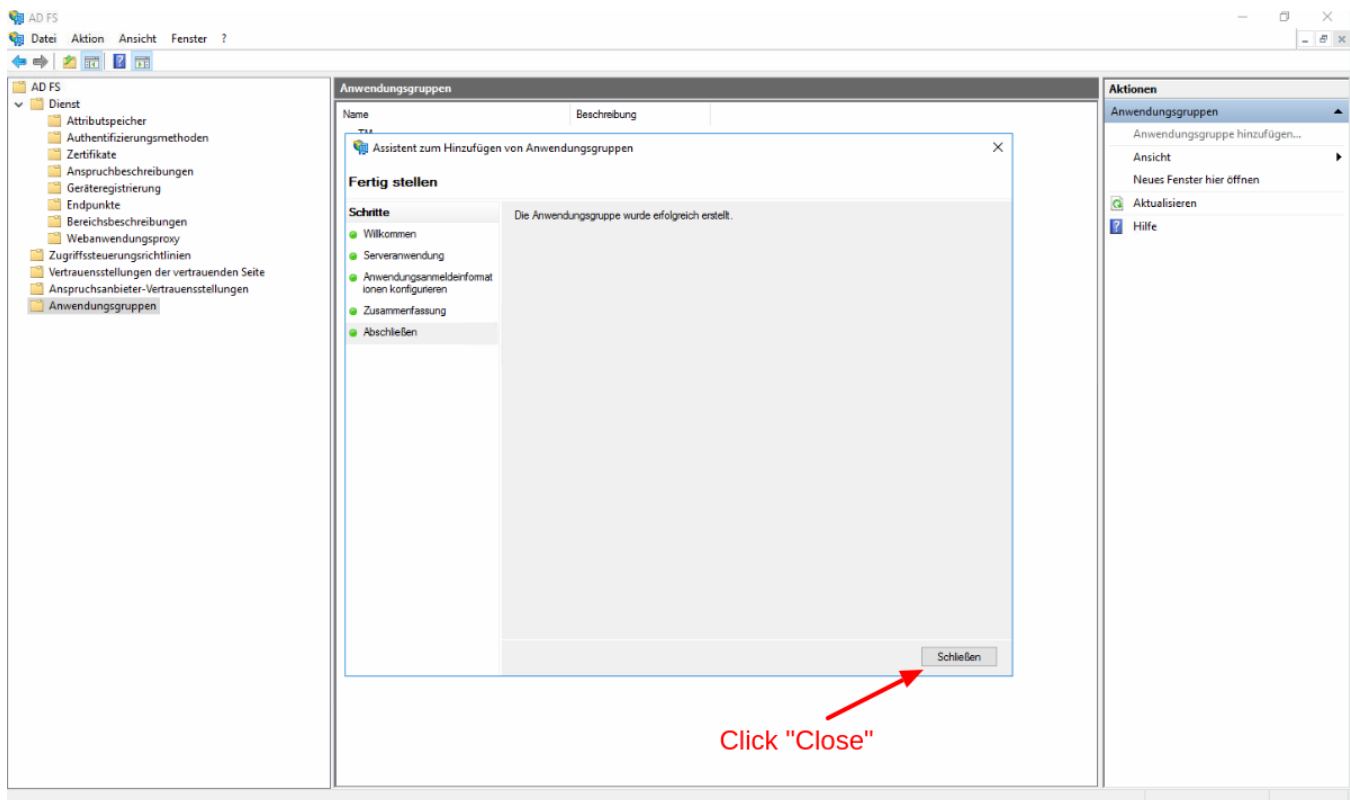 AD FS
Datei Aktion Ansicht Fenster ?
AD FS
Dienst
Attributspeicher
Authentifizierungsmethoden
Zertifikate
Anspruchbeschreibungen
Geräteregistrierung
Endpunkte
Bereichsbeschreibungen
Webanwendungsproxy
Zugriffssteuerungsrichtlinien
Vertrauensstellungen der vertrauenden Seite
Anspruchsanbieter-Vertrauensstellungen
Anwendungsgruppen
Anwendungsgruppen
Name Beschreibung
Assistent zum Hinzufügen von Anwendungsgruppen
Fertig stellen
Schritte
Willkommen
Serveranwendung
Anwendungsanmeldeinformat
ionen konfigurieren
Zusammenfassung
Abschließen
Die Anwendungsgruppe wurde erfolgreich erstellt.
Schließen
Click "Close"
Aktionen
Anwendungsgruppen
Anwendungsgruppe hinzufügen...
Ansicht
Neues Fenster hier öffnen
Aktualisieren
Hilfe